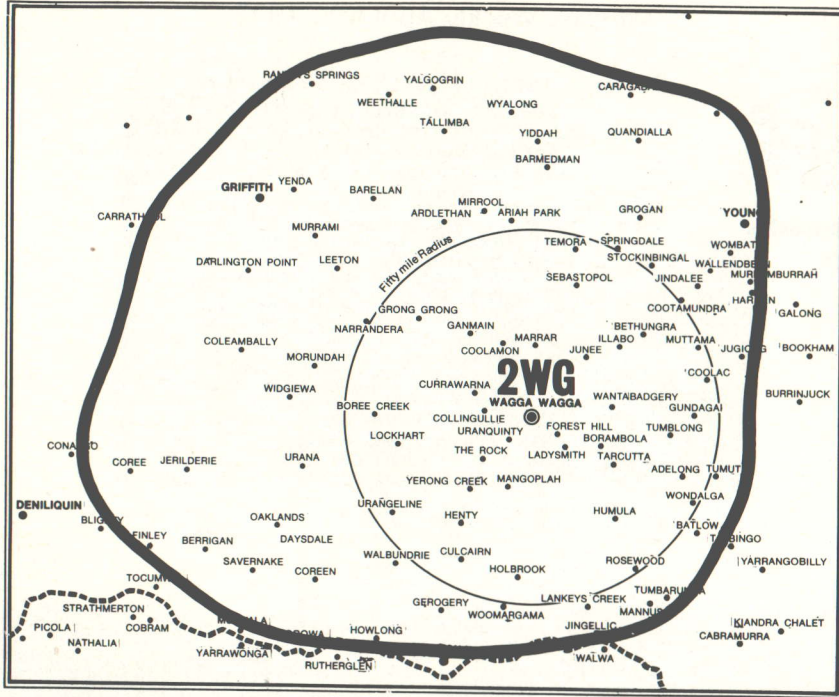 YALGOGRIN
SPRINGS
WEETHALLE
WYALONG
TALLIMBA
YIDDAH
QUANDIALLA
BARMEDMAN
GRIFFITH
YENDA
BARELLAN
MIRROOL
ARDLETHAN
ARIAH PARK
GROGAN
MURRAMI
Fifty mile Radius
TEMORA
SPRINGDALE
WOMBAT
STOCKINBINGAL
DARLINGTON POINT
LEETON
SEBASTOPOL
JINDALEE
COOTAMUNDRA
GALONG
GRONG GRONG
NARRANDERA
GANMAIN
BETHUNGRA
COLEAMBALLY
MARRAR
ILLABO
MUTTAMA
BOOKHAM
COOLAMON
JUNEE
MORUNDAH
2WG
COOLAC
WIDGIEWA
CURRAWARNA
WAGGA WAGGA
WANTABADGERY
BURRINJUCK
BOREE CREEK
COLLINGULLIE
GUNDAGAI
URANQUINTY
FOREST HILL
TUMBLONG
LOCKHART
BORAMBOLA
THE ROCK
LADYSMITH
TARCUTTA
COREE
JERILDERIE
URANA
ADELONG
TUMUT
YERONG CREEK
MANGOPLAH
WONDALGA
DENILIQUIN
URANGELINE
HENTY
HUMULA
OAKLANDS
BATLOW
FINLEY
BERRIGAN
DAYSDALE
WALBUNDRIE
CULCAIRN
ROSEWOOD
YARRANGOBILLY
SAVERNAKE
COREEN
HOLBROOK
STRATHMERTON
GEROGERY
LANKEYS CREEK
WOOMARGAMA
MANNUS
KIANDRA CHALET
PICOLA
COBRAM
HOWLONG
JINGELLIC
CABRAMURRA
NATHALIA
YARRAWONGA
RUTHERGLEN
WALWA